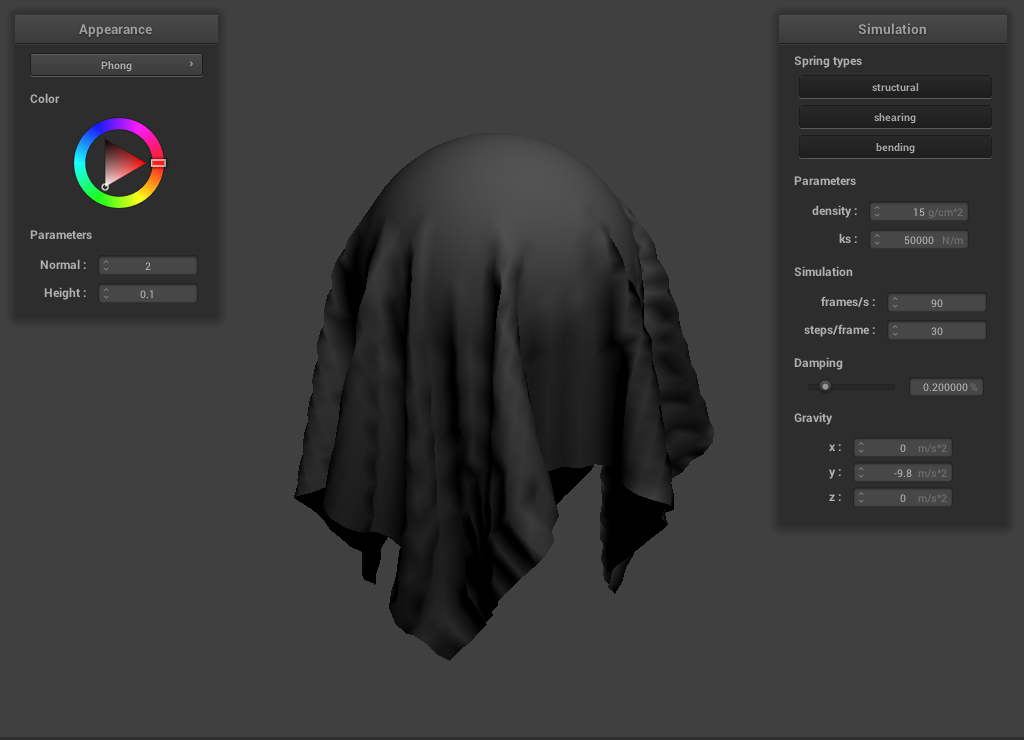 Appearance
Phong
Color
Parameters
Normal :
2
Height :
0.1
Simulation
Spring types
structural
shearing
bending
Parameters
density :
15 g/cm^2
ks :
50000 N/m
Simulation
frames/s :
90
steps/frame :
30
Damping
0.200000 %
Gravity
x :
0 m/s^2
y :
-9.8 m/s^2
z :
0 m/s^2